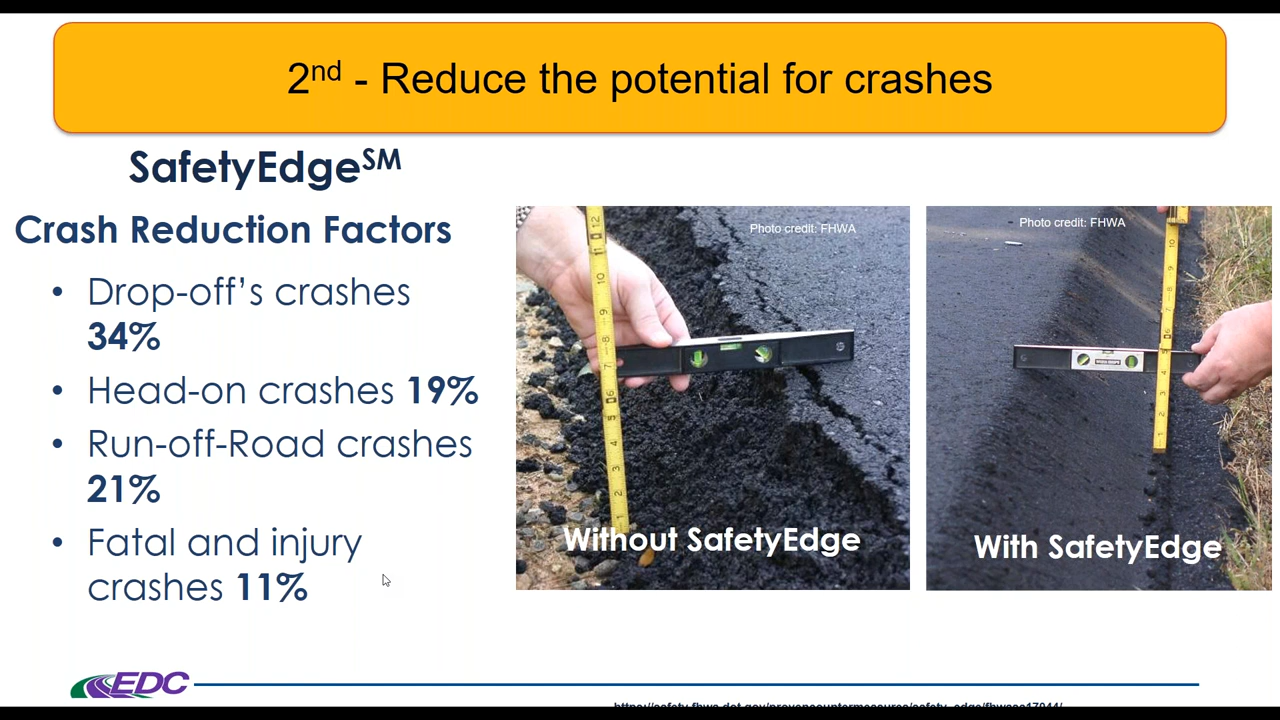 2nd - Reduce the potential for crashes
SafetyEdgeSM
Crash Reduction Factors
• Drop-off's crashes
34%
• Head-on crashes 19%
• Run-off-Road crashes
21%
• Fatal and injury
crashes 11%
Photo credit: FHWA
Without SafetyEdge
Photo credit: FHWA
With SafetyEdge
EDC